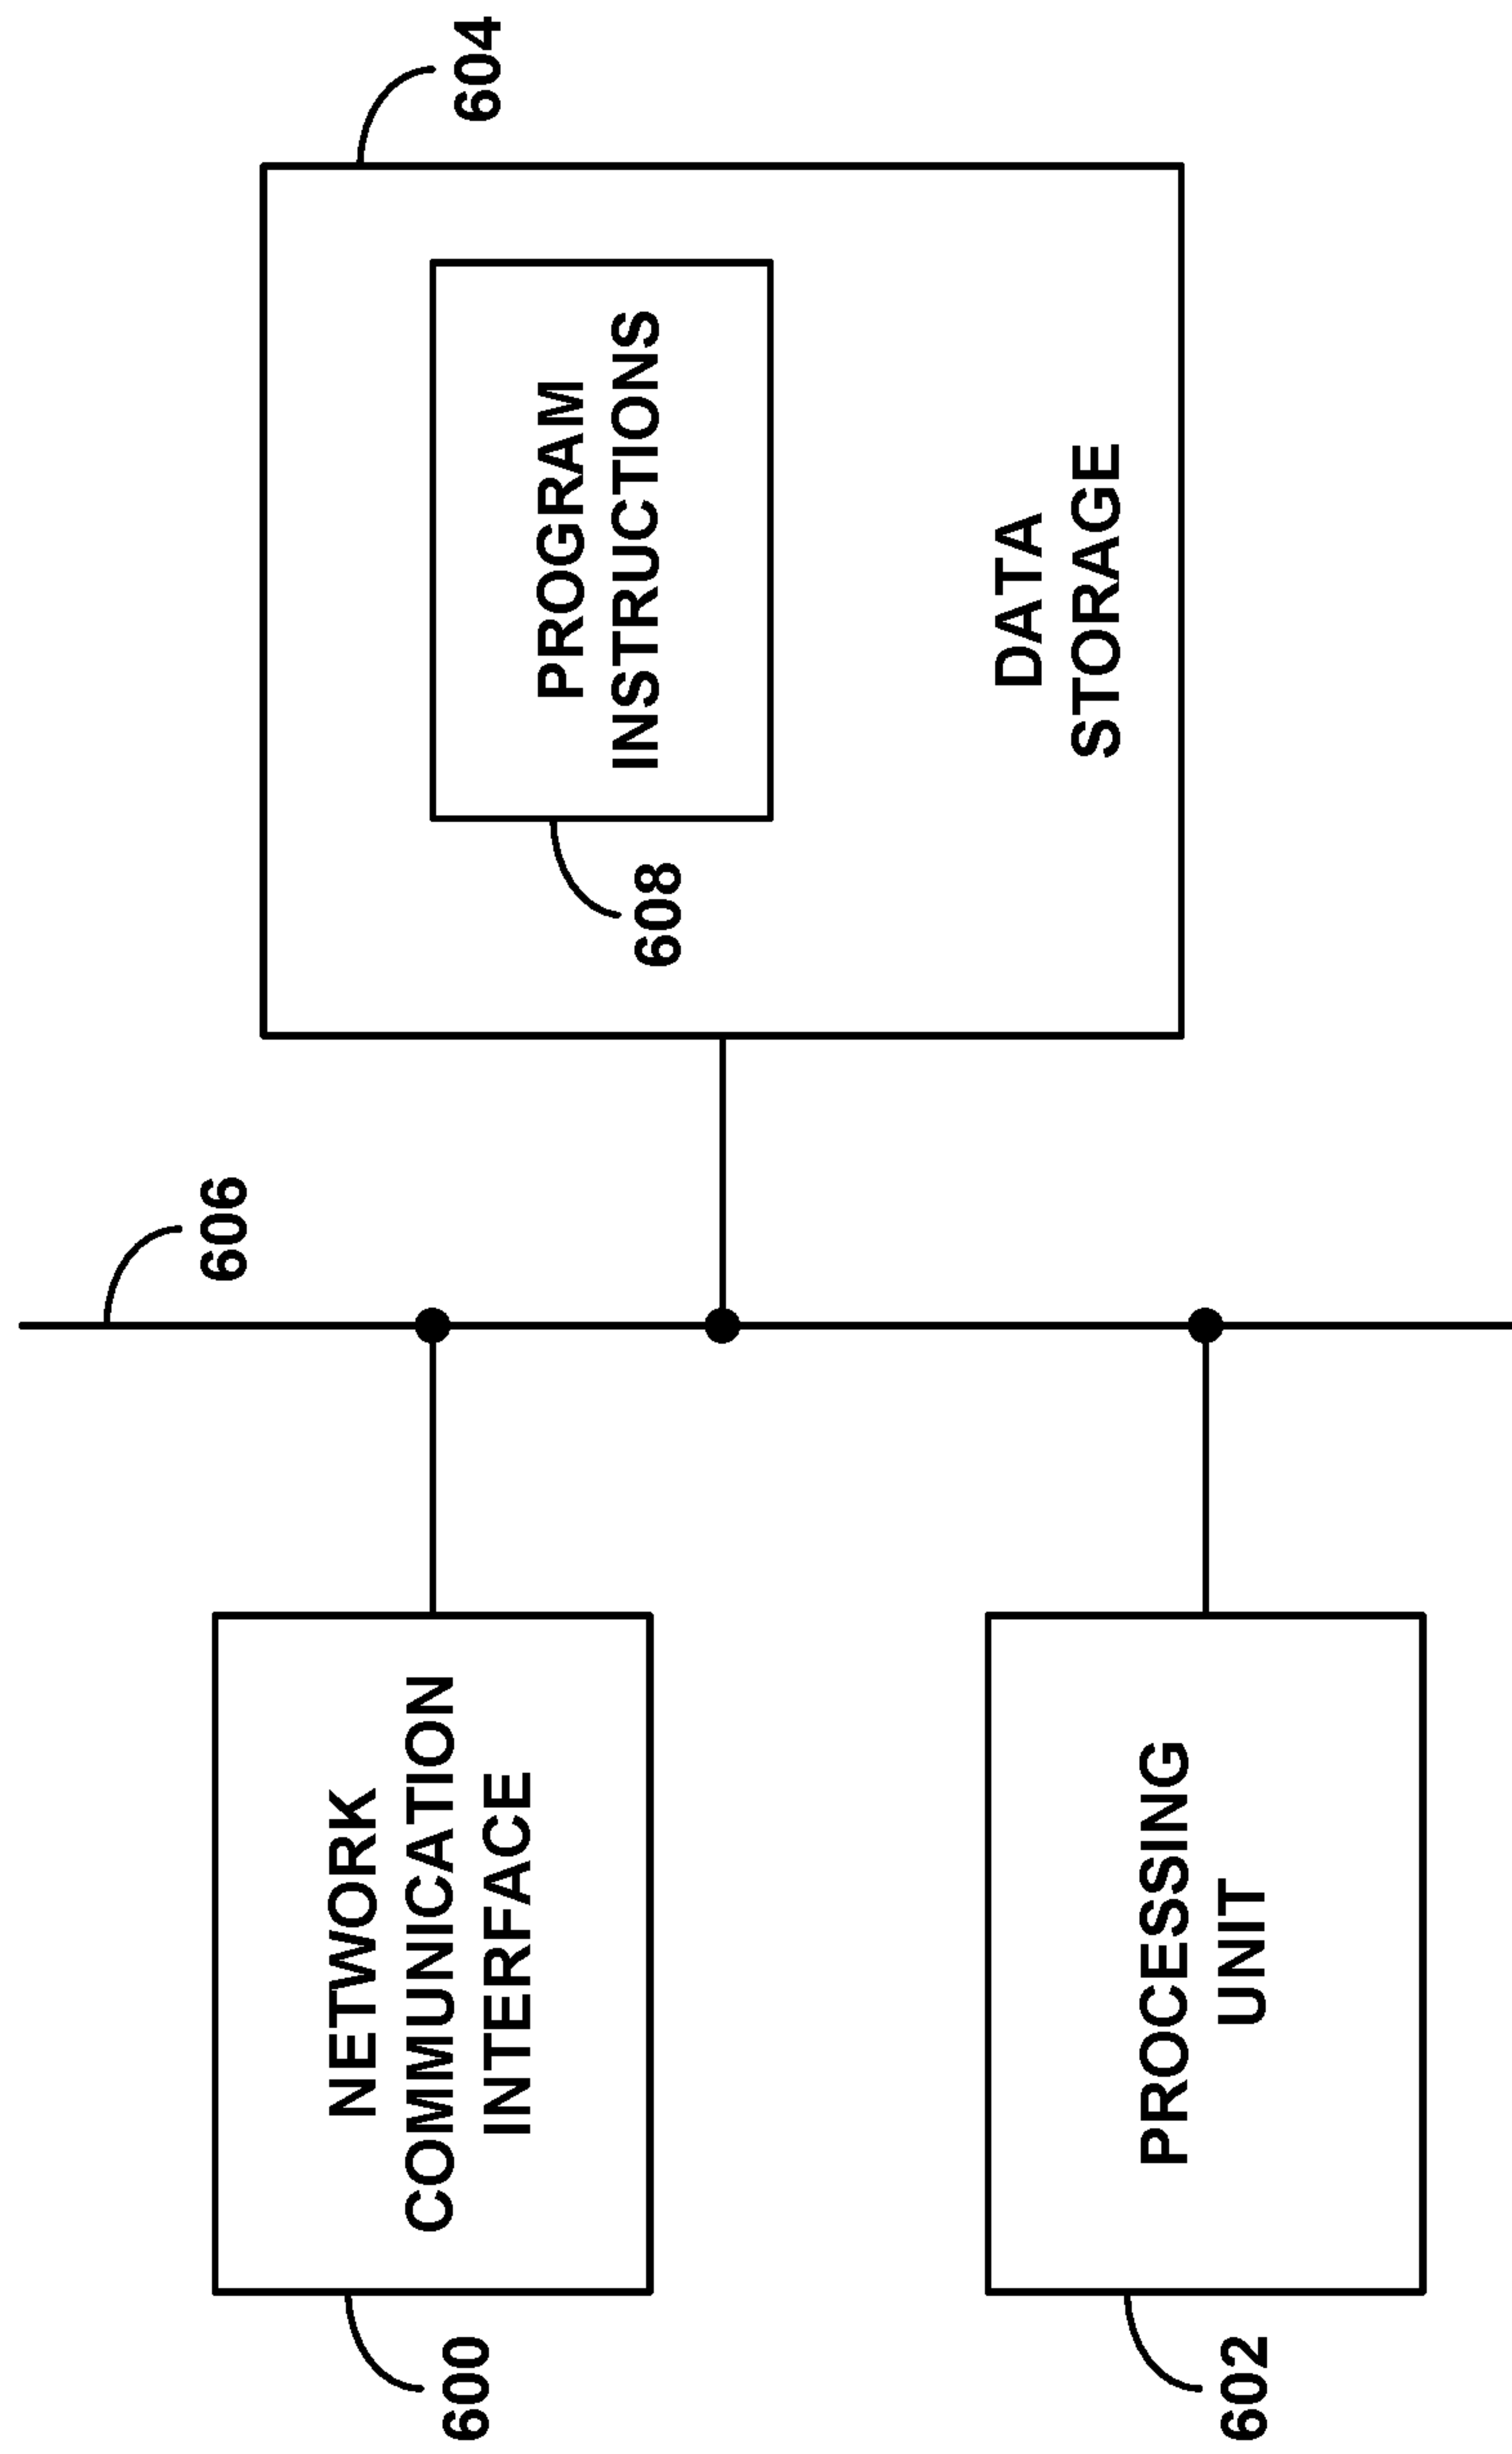 600
NETWORK
COMMUNICATION
INTERFACE
606
604
PROGRAM
INSTRUCTIONS
608
DATA
STORAGE
602
PROCESSING
UNIT